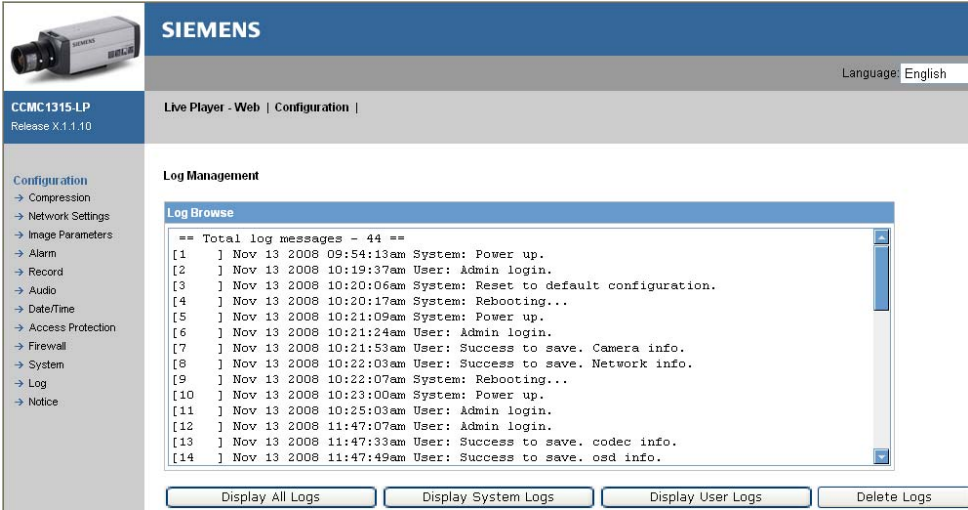 SIEMENS
SIEMENS
Language: English
CCMC1315-LP
Release X.1.1.10
Live Player - Web | Configuration |
Configuration
→ Compression
→ Network Settings
→ Image Parameters
→ Alarm
→ Record
→ Audio
→ Date/Time
→ Access Protection
→ Firewall
→ System
→ Log
→ Notice
Log Management
Log Browse
== Total log messages - 44 ==
[1    ] Nov 13 2008 09:54:13am System: Power up.
[2    ] Nov 13 2008 10:19:37am User: Admin login.
[3    ] Nov 13 2008 10:20:06am System: Reset to default configuration.
[4    ] Nov 13 2008 10:20:17am System: Rebooting...
[5    ] Nov 13 2008 10:21:09am System: Power up.
[6    ] Nov 13 2008 10:21:24am User: Admin login.
[7    ] Nov 13 2008 10:21:53am User: Success to save. Camera info.
[8    ] Nov 13 2008 10:22:03am User: Success to save. Network info.
[9    ] Nov 13 2008 10:22:07am System: Rebooting...
[10   ] Nov 13 2008 10:23:00am System: Power up.
[11   ] Nov 13 2008 10:25:03am User: Admin login.
[12   ] Nov 13 2008 11:47:07am User: Admin login.
[13   ] Nov 13 2008 11:47:33am User: Success to save. codec info.
[14   ] Nov 13 2008 11:47:49am User: Success to save. osd info.
Display All Logs
Display System Logs
Display User Logs
Delete Logs